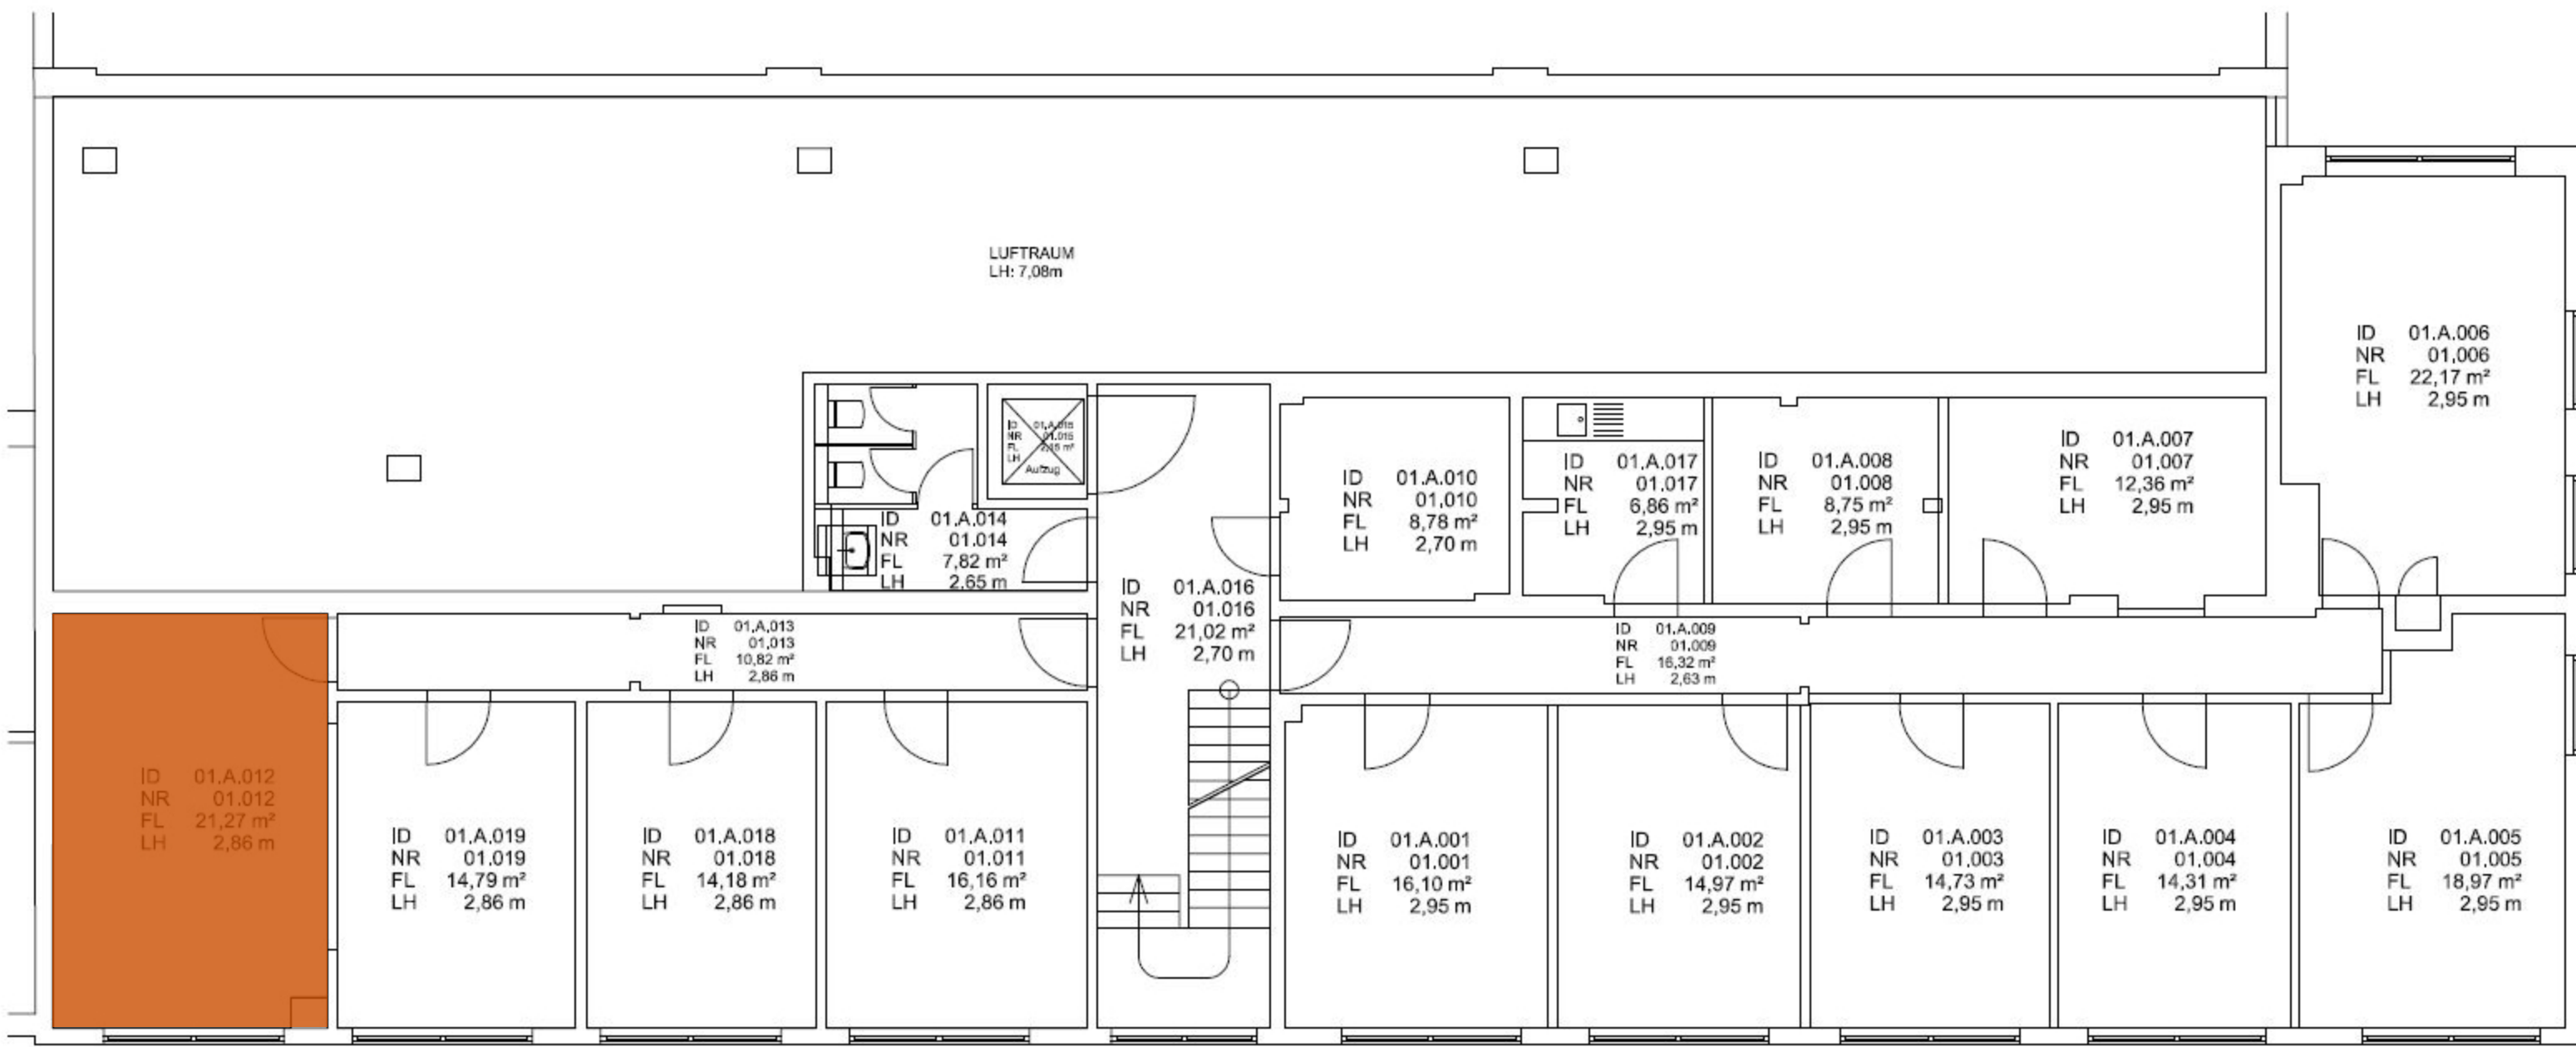 LUFTRAUM
LH: 7,08m
ID 01.A.006
NR 01.006
FL 22,17 m²
LH 2,95 m
ID 01.A.015
NR 01.015
FL
LH
Aufzug
ID 01.A.014
NR 01.014
FL 7,82 m²
LH 2,65 m
ID 01.A.010
NR 01.010
FL 8,78 m²
LH 2,70 m
ID 01.A.017
NR 01.017
FL 6,86 m²
LH 2,95 m
ID 01.A.008
NR 01.008
FL 8,75 m²
LH 2,95 m
ID 01.A.007
NR 01.007
FL 12,36 m²
LH 2,95 m
ID 01.A.016
NR 01.016
FL 21,02 m²
LH 2,70 m
ID 01.A.013
NR 01.013
FL 10,82 m²
LH 2,86 m
ID 01.A.009
NR 01.009
FL 16,32 m²
LH 2,63 m
ID 01.A.012
NR 01.012
FL 21,27 m²
LH 2,86 m
ID 01.A.019
NR 01.019
FL 14,79 m²
LH 2,86 m
ID 01.A.018
NR 01.018
FL 14,18 m²
LH 2,86 m
ID 01.A.011
NR 01.011
FL 16,16 m²
LH 2,86 m
ID 01.A.001
NR 01.001
FL 16,10 m²
LH 2,95 m
ID 01.A.002
NR 01.002
FL 14,97 m²
LH 2,95 m
ID 01.A.003
NR 01.003
FL 14,73 m²
LH 2,95 m
ID 01.A.004
NR 01.004
FL 14,31 m²
LH 2,95 m
ID 01.A.005
NR 01.005
FL 18,97 m²
LH 2,95 m